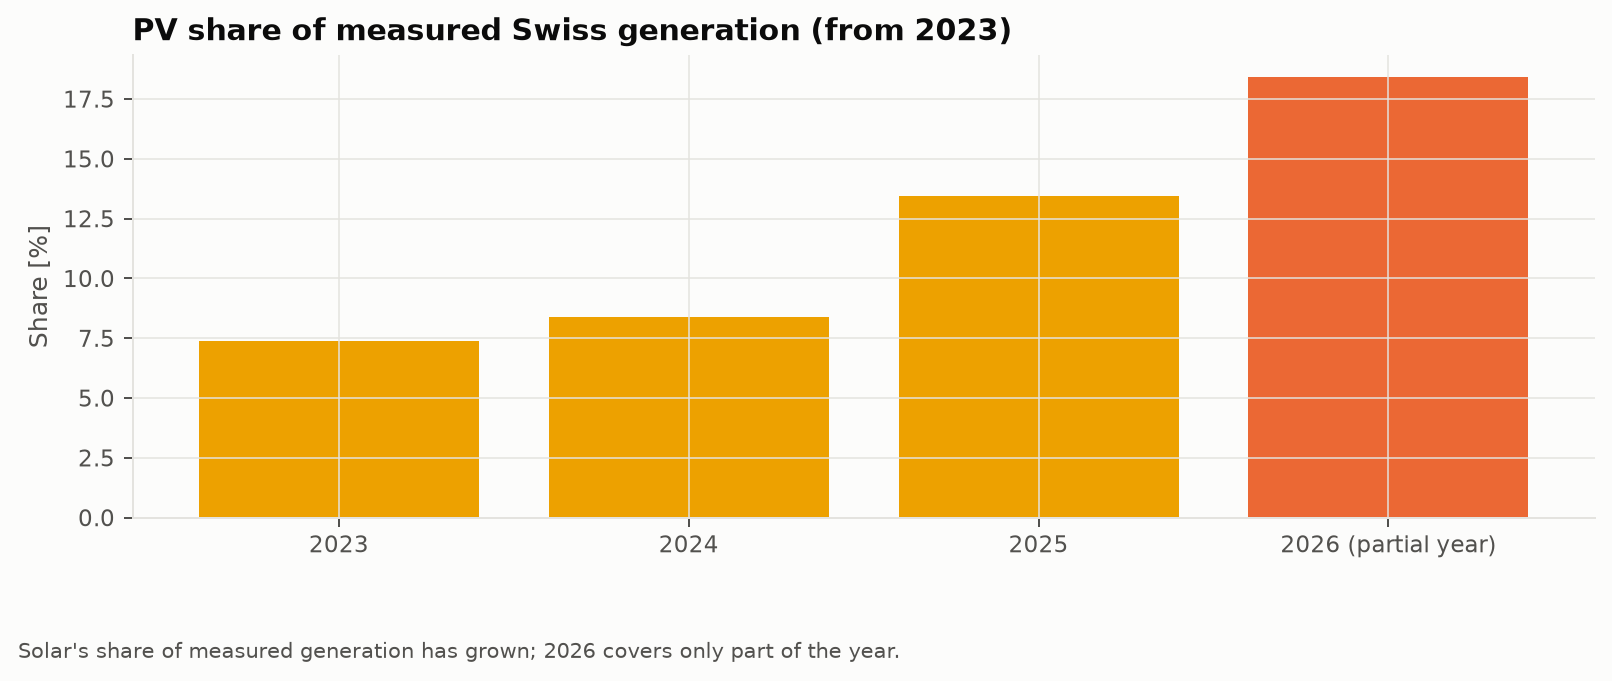 PV share of measured Swiss generation (from 2023)
Share [%]
17.5
15.0
12.5
10.0
7.5
5.0
2.5
0.0
2023
2024
2025
2026 (partial year)
Solar's share of measured generation has grown; 2026 covers only part of the year.